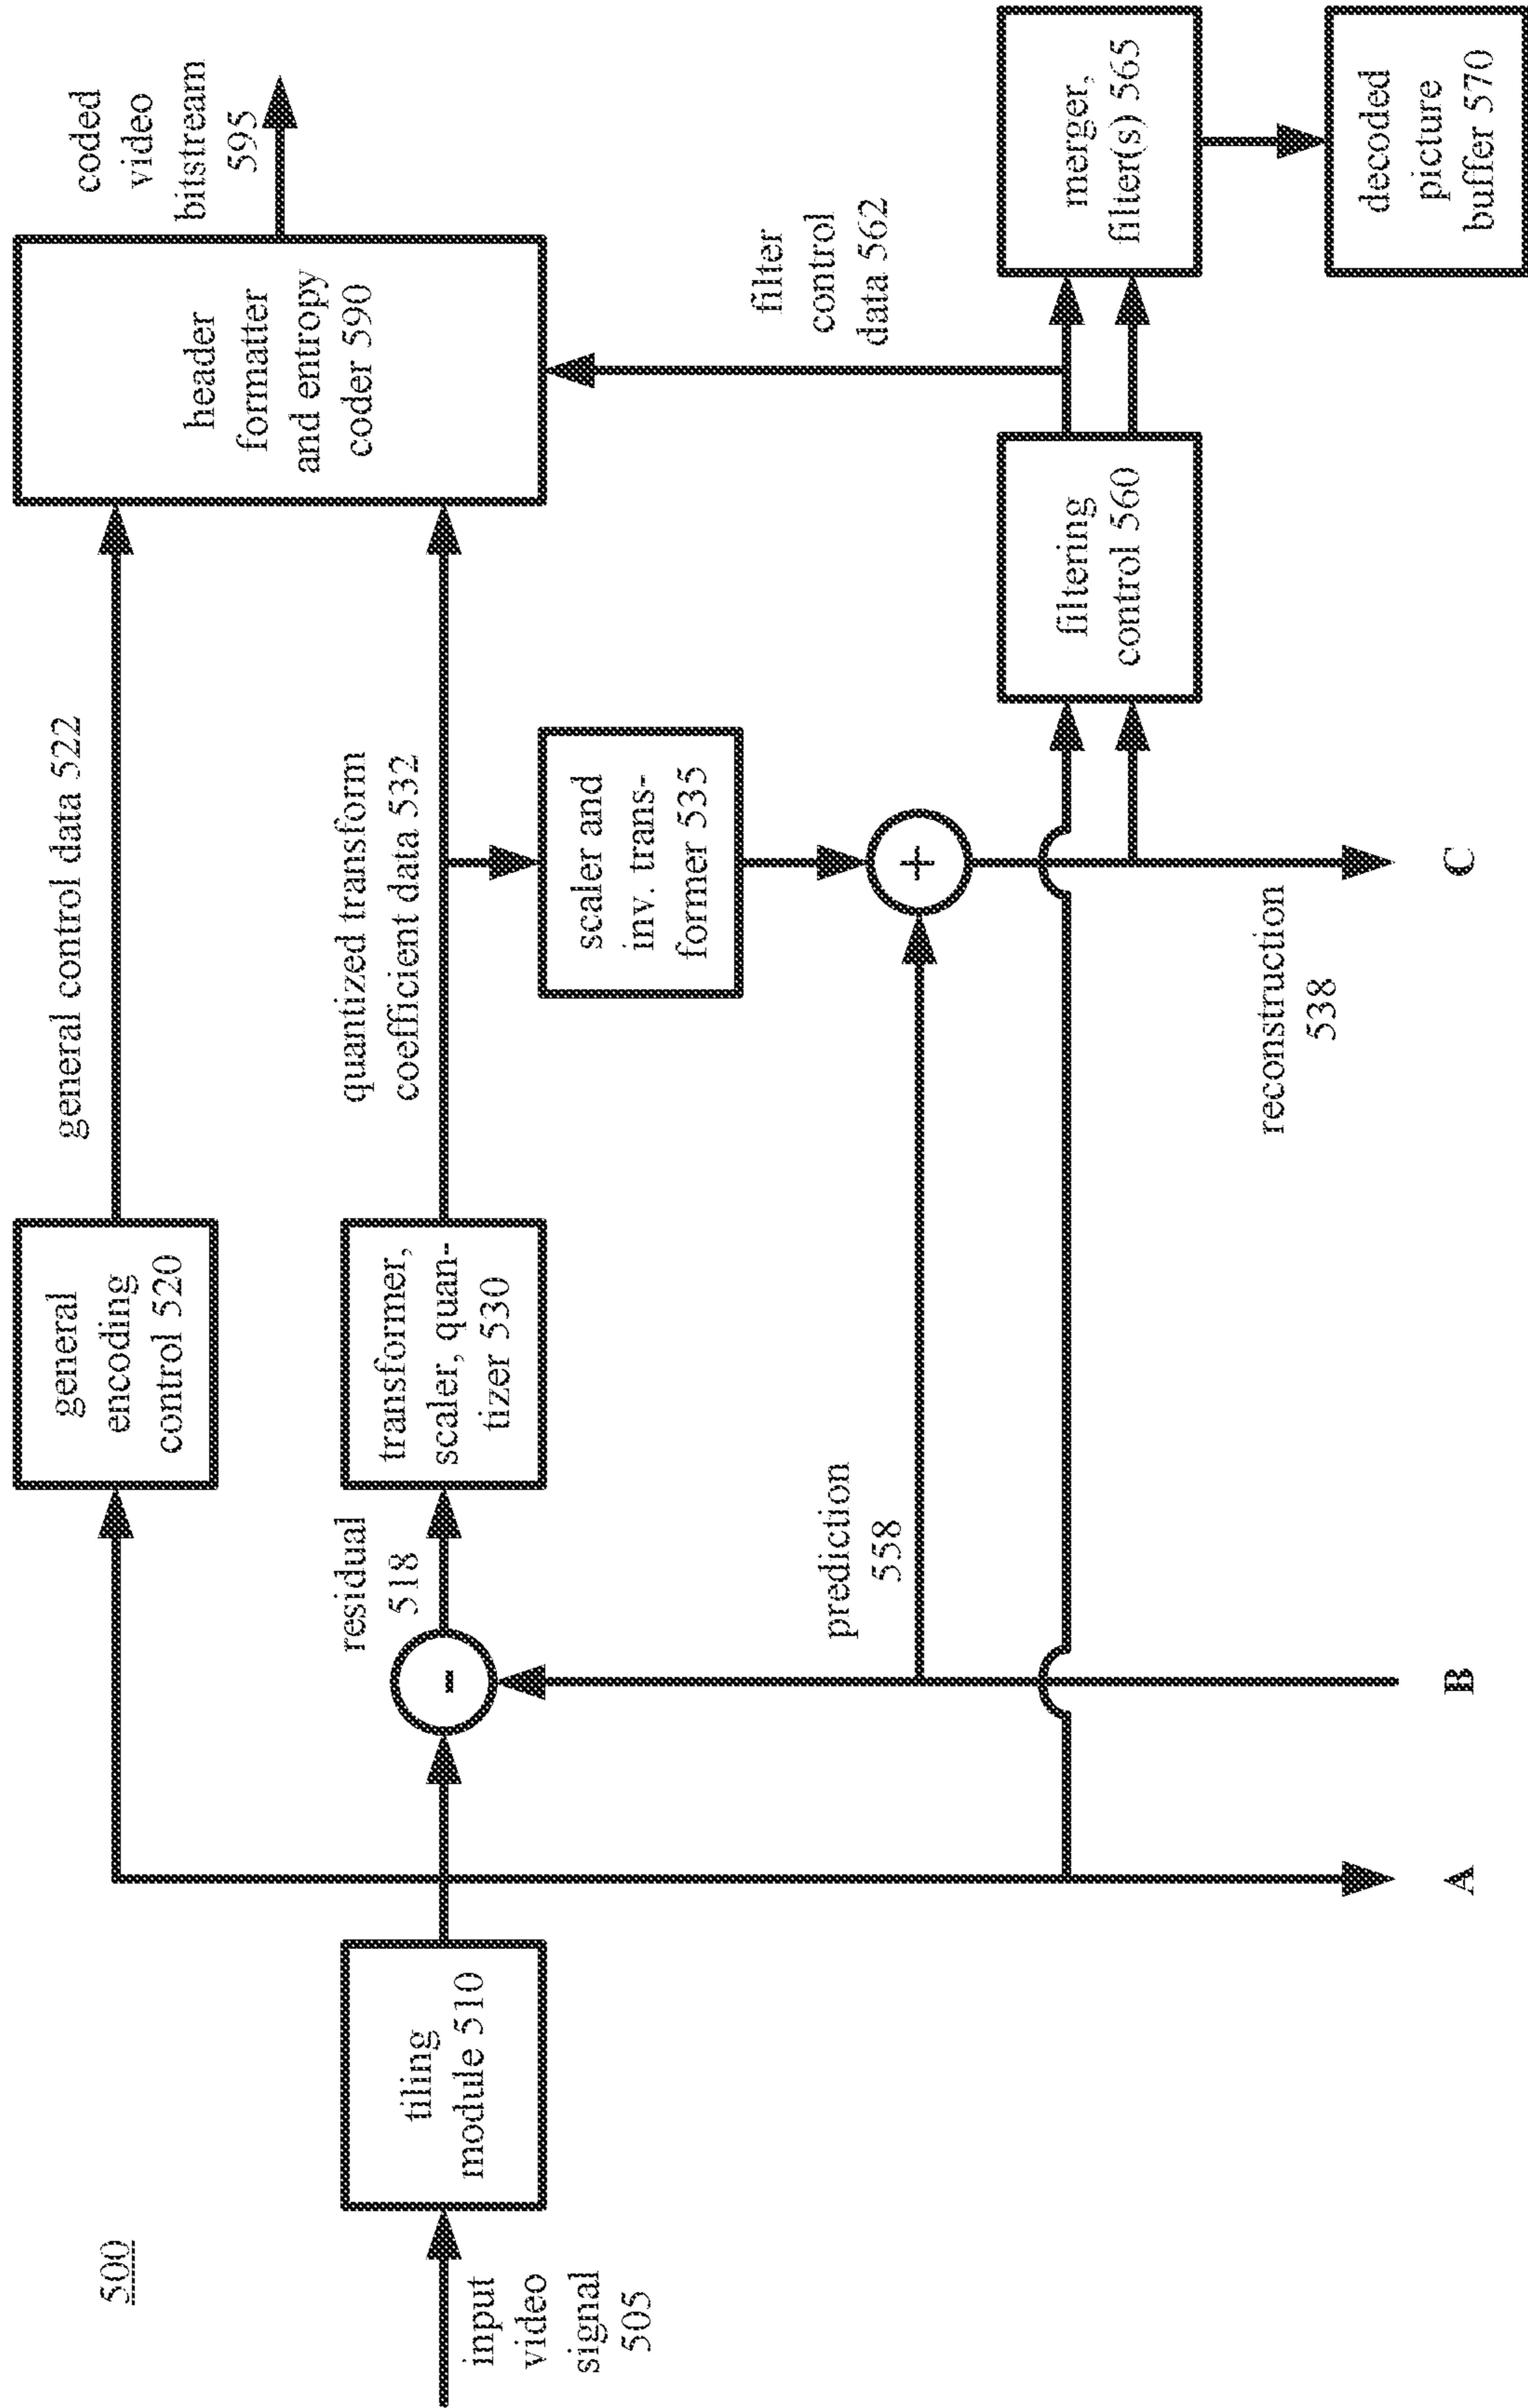 500
input
video
signal
505
tiling
module 510
general
encoding
control 520
general control data 522
residual
518
-
transformer,
scaler, quan-
tizer 530
quantized transform
coefficient data 532
scaler and
inv. trans-
former 535
prediction
558
+
header
formatter
and entropy
coder 590
coded
video
bitstream
595
filter
control
data 562
filtering
control 560
merger,
filter(s) 565
decoded
picture
buffer 570
reconstruction
538
A
B
C